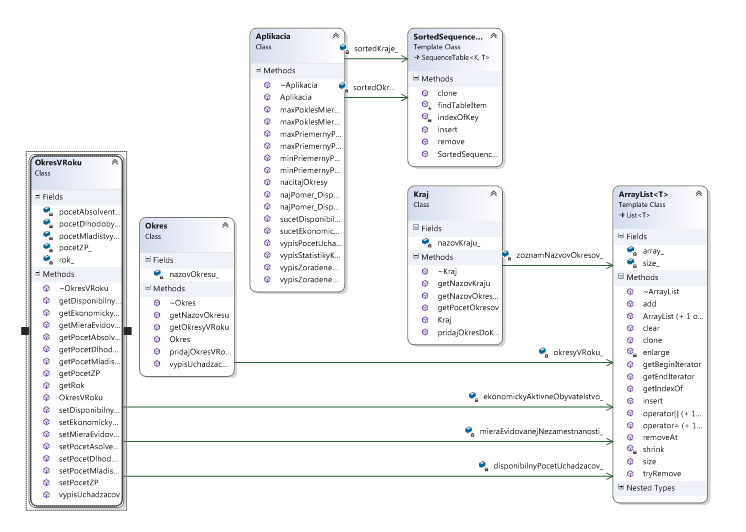 Aplikacia
Class
Methods
~Aplikacia
Aplikacia
maxPoklesMier...
maxPoklesMier...
maxPriemernyP...
maxPriemernyP...
minPriemernyP...
minPriemernyP...
nacitajOkresy
najPomer_Disp...
najPomer_Disp...
sucetDisponibil...
sucetEkonomic...
vypisPocetUcha...
vypisStatistikyK...
vypisZoradene...
vypisZoradene...
sortedKraje_
sortedOkr...
SortedSequence...
Template Class
SequenceTable<K, T>
Methods
clone
findTableItem
indexOfKey
insert
remove
SortedSequenc...
OkresVRoku
Class
Fields
pocetAbsolvent...
pocetDlhodoby...
pocetMladistvy...
pocetZP_
rok_
Methods
~OkresVRoku
getDisponibilny...
getEkonomicky...
getMieraEvidov...
getPocetAbsolv...
getPocetDlhod...
getPocetMladis...
getPocetZP
getRok
OkresVRoku
setDisponibilny...
setEkonomicky...
setMieraEvidov...
setPocetAsolve...
setPocetDlhod...
setPocetMladis...
setPocetZP
vypisUchadzacov
Okres
Class
Fields
nazovOkresu_
Methods
~Okres
getNazovOkresu
getOkresyVRoku
Okres
pridajOkresVRo...
vypisUchadzac...
Kraj
Class
Fields
nazovKraju_
Methods
~Kraj
getNazovKraju
getNazovOkres...
getPocetOkresov
Kraj
pridajOkresDoK...
zoznamNazvovOkresov_
okresyVRoku_
ekonomickyAktivneObyvatelstvo_
mieraEvidovanejNezamestnanosti_
disponibilnyPocetUchadzacov_
ArrayList<T>
Template Class
List<T>
Fields
array_
size_
Methods
~ArrayList
add
ArrayList (+ 1 o...
clear
clone
enlarge
getBeginIterator
getEndIterator
getIndexOf
insert
operator[] (+ 1...
operator= (+ 1...
removeAt
shrink
size
tryRemove
Nested Types